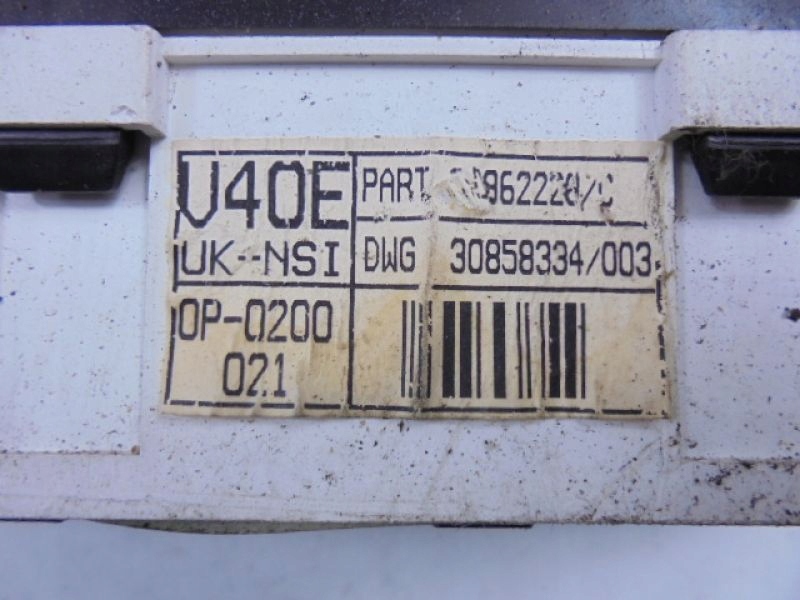 V40E
UK--NSI
OP-0200
021
PART
DWG 30858334/003